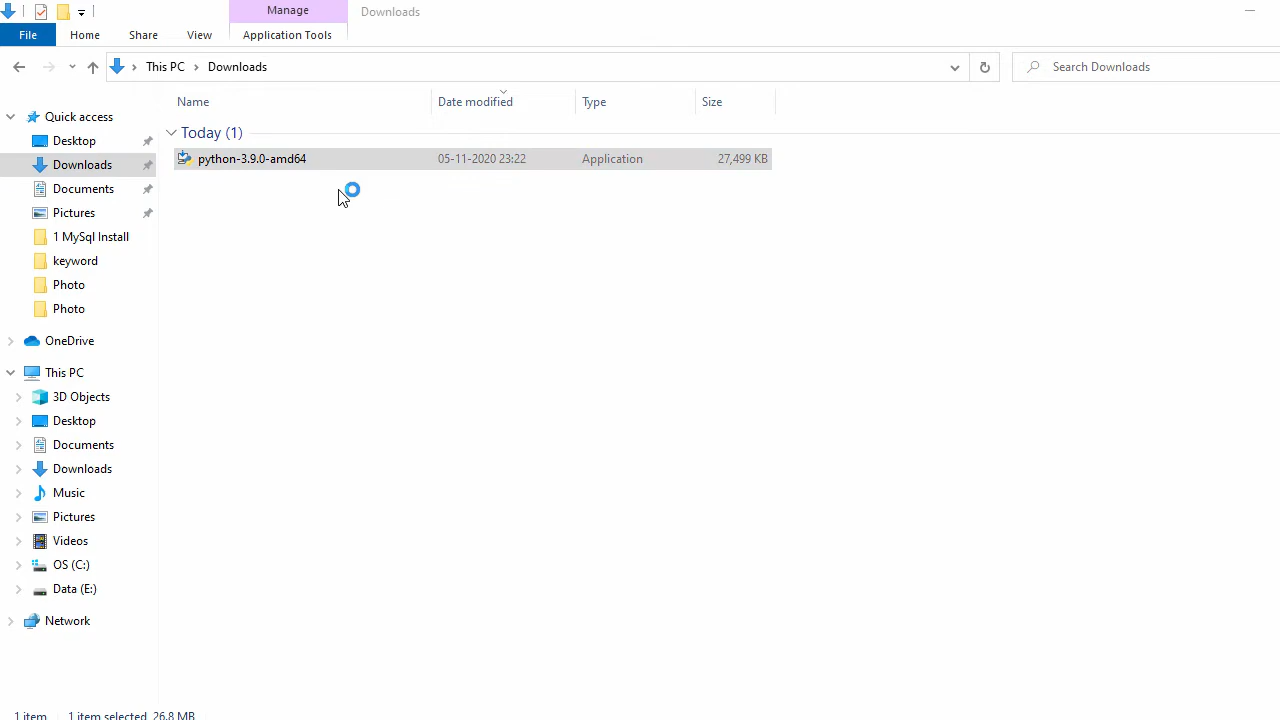 Manage
Downloads
File
Home
Share
View
Application Tools
This PC
Downloads
Search Downloads
Name
Date modified
Type
Size
Today (1)
python-3.9.0-amd64
05-11-2020 23:22
Application
27,499 KB
Quick access
Desktop
Downloads
Documents
Pictures
1 MySql Install
keyword
Photo
Photo
OneDrive
This PC
3D Objects
Desktop
Documents
Downloads
Music
Pictures
Videos
OS (C:)
Data (E:)
Network
1 item
1 item selected 26.8 MB